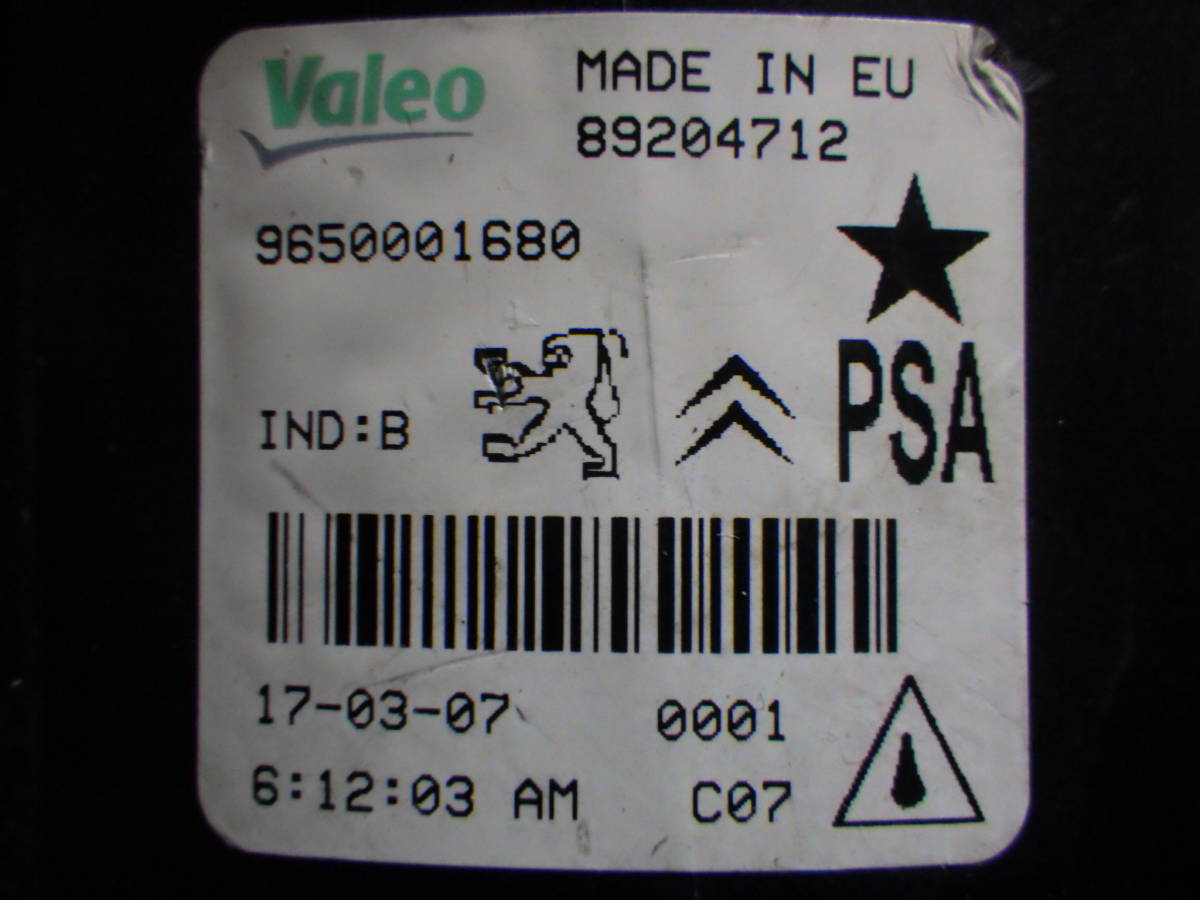 Valeo
MADE IN EU
89204712
9650001680
IND:B
PSA
17-03-07
0001
6:12:03 AM
C07